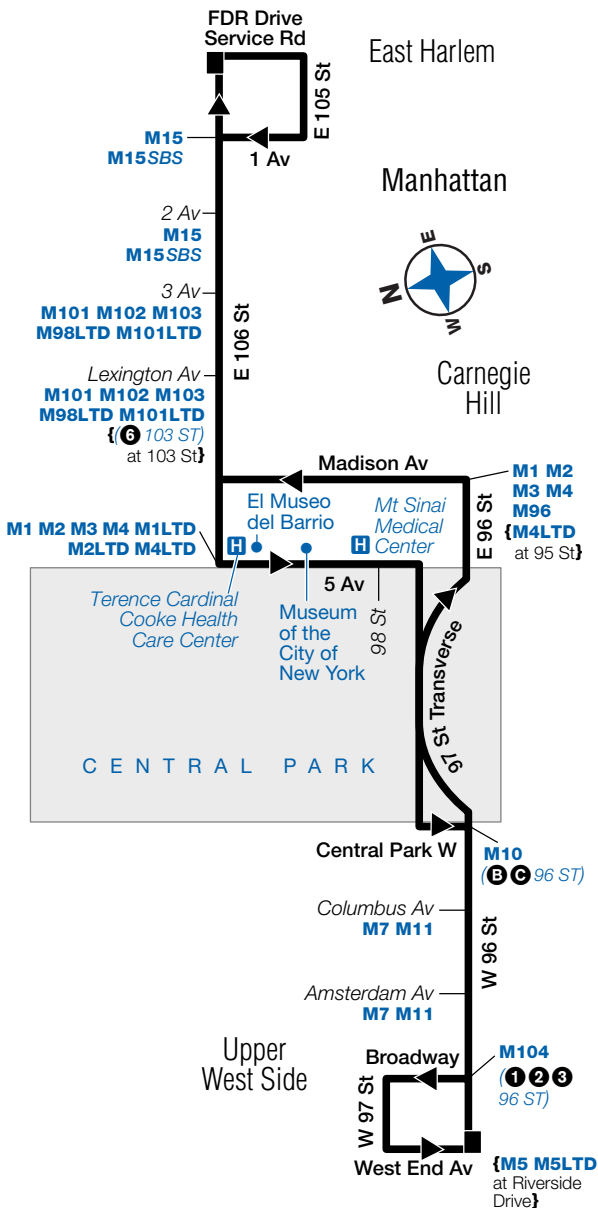 FDR Drive
Service Rd
East Harlem
E 105 St
M15
M15SBS
1 Av
Manhattan
2 Av
M15
M15SBS
E
S
N
W
3 Av
M101 M102 M103
M98LTD M101LTD
E 106 St
Lexington Av
M101 M102 M103
M98LTD M101LTD
{(6 103 ST)
at 103 St}
Carnegie
Hill
Madison Av
M1 M2
M3 M4
M96
{M4LTD
at 95 St}
E 96 St
El Museo
del Barrio
Mt Sinai
Medical
Center
H
H
M1 M2 M3 M4 M1LTD
M2LTD M4LTD
5 Av
98 St
Terence Cardinal
Cooke Health
Care Center
Museum
of the
City of
New York
97 St Transverse
CENTRAL PARK
Central Park W
M10
(B C 96 ST)
Columbus Av
M7 M11
W 96 St
Amsterdam Av
M7 M11
Upper
West Side
Broadway
M104
(1 2 3
96 ST)
W 97 St
West End Av
{M5 M5LTD
at Riverside
Drive}